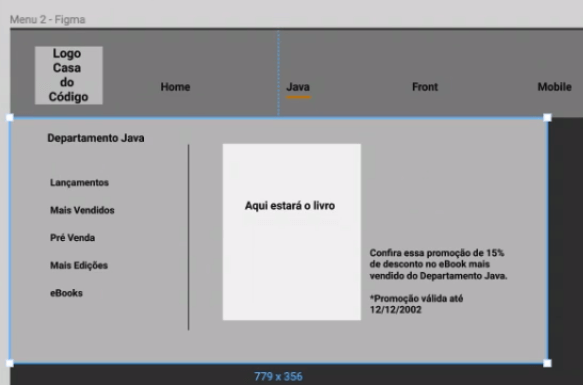 Menu 2 - Figma
Logo
Casa
do
Código
Home
Java
Front
Mobile
Departamento Java
Lançamentos
Mais Vendidos
Pré Venda
Mais Edições
eBooks
Aqui estará o livro
Confira essa promoção de 15%
de desconto no eBook mais
vendido do Departamento Java.
*Promoção válida até
12/12/2002
779 x 356